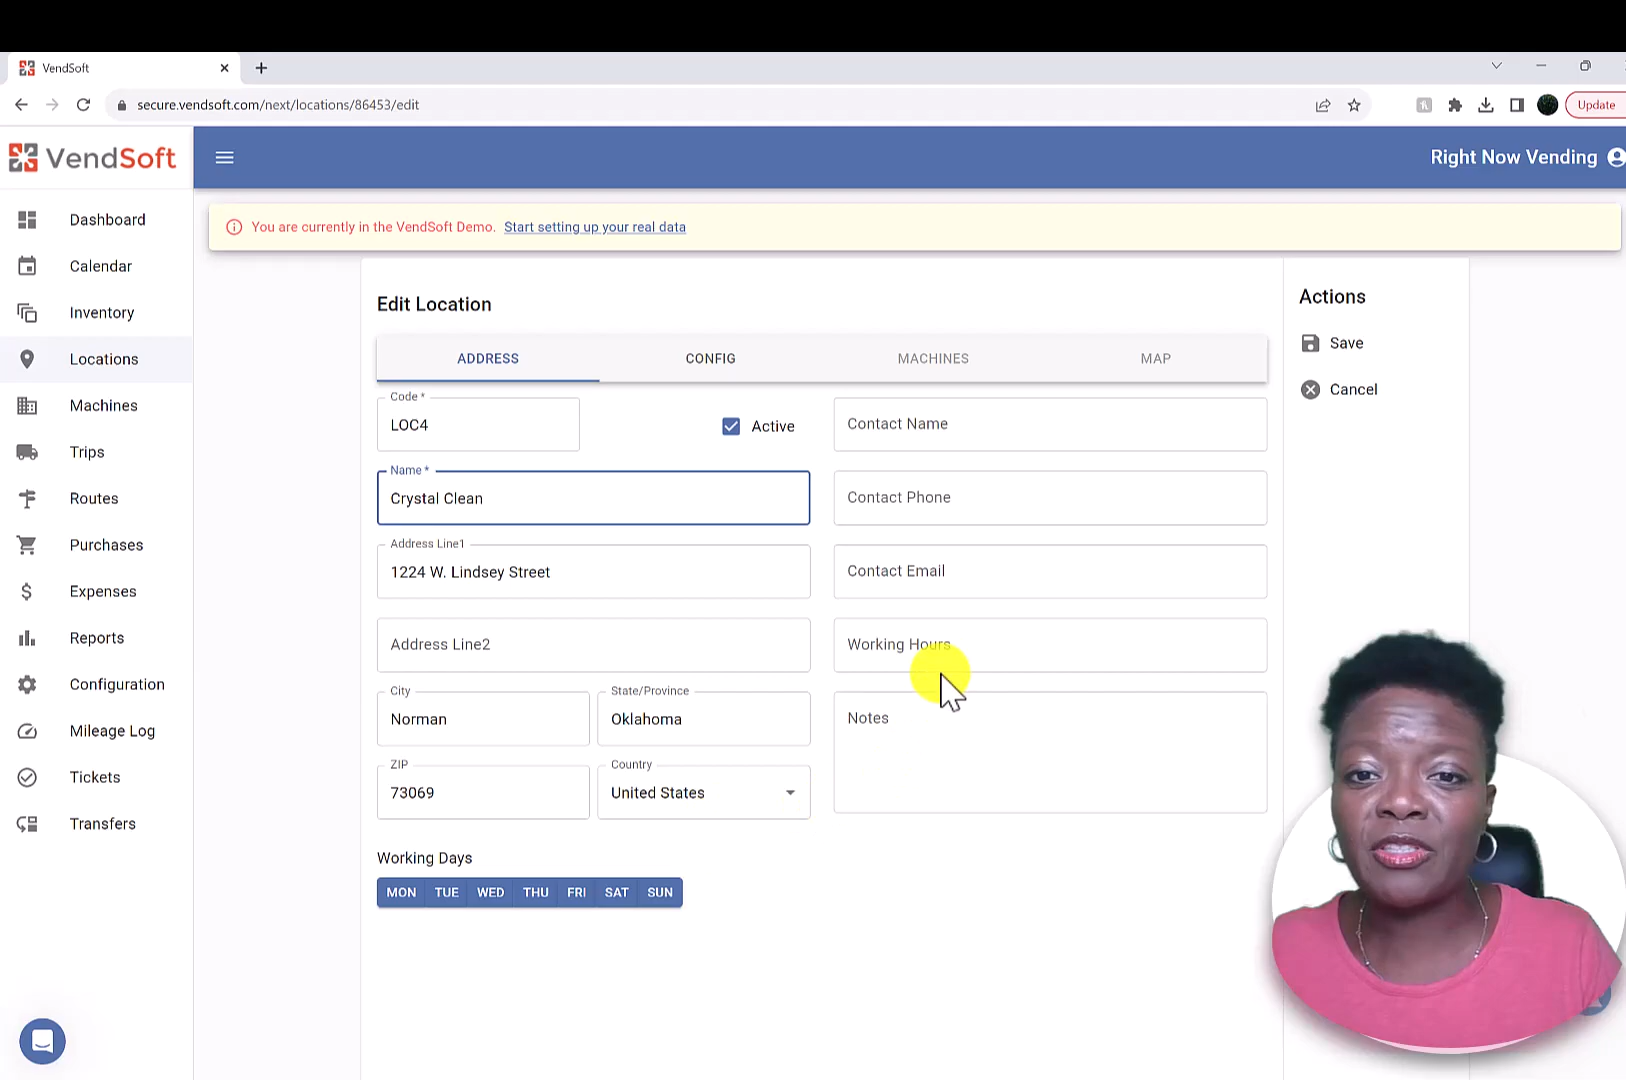 VendSoft
secure.vendsoft.com/next/locations/86453/edit
Update
VendSoft
Right Now Vending
Dashboard
Calendar
Inventory
Locations
Machines
Trips
Routes
Purchases
Expenses
Reports
Configuration
Mileage Log
Tickets
Transfers
You are currently in the VendSoft Demo. Start setting up your real data
Edit Location
ADDRESS CONFIG MACHINES MAP
Code *
LOC4
Active
Name *
Crystal Clean
Address Line1
1224 W. Lindsey Street
Address Line2
City
Norman
State/Province
Oklahoma
ZIP
73069
Country
United States
Working Days
MON TUE WED THU FRI SAT SUN
Contact Name
Contact Phone
Contact Email
Working Hours
Notes
Actions
Save
Cancel